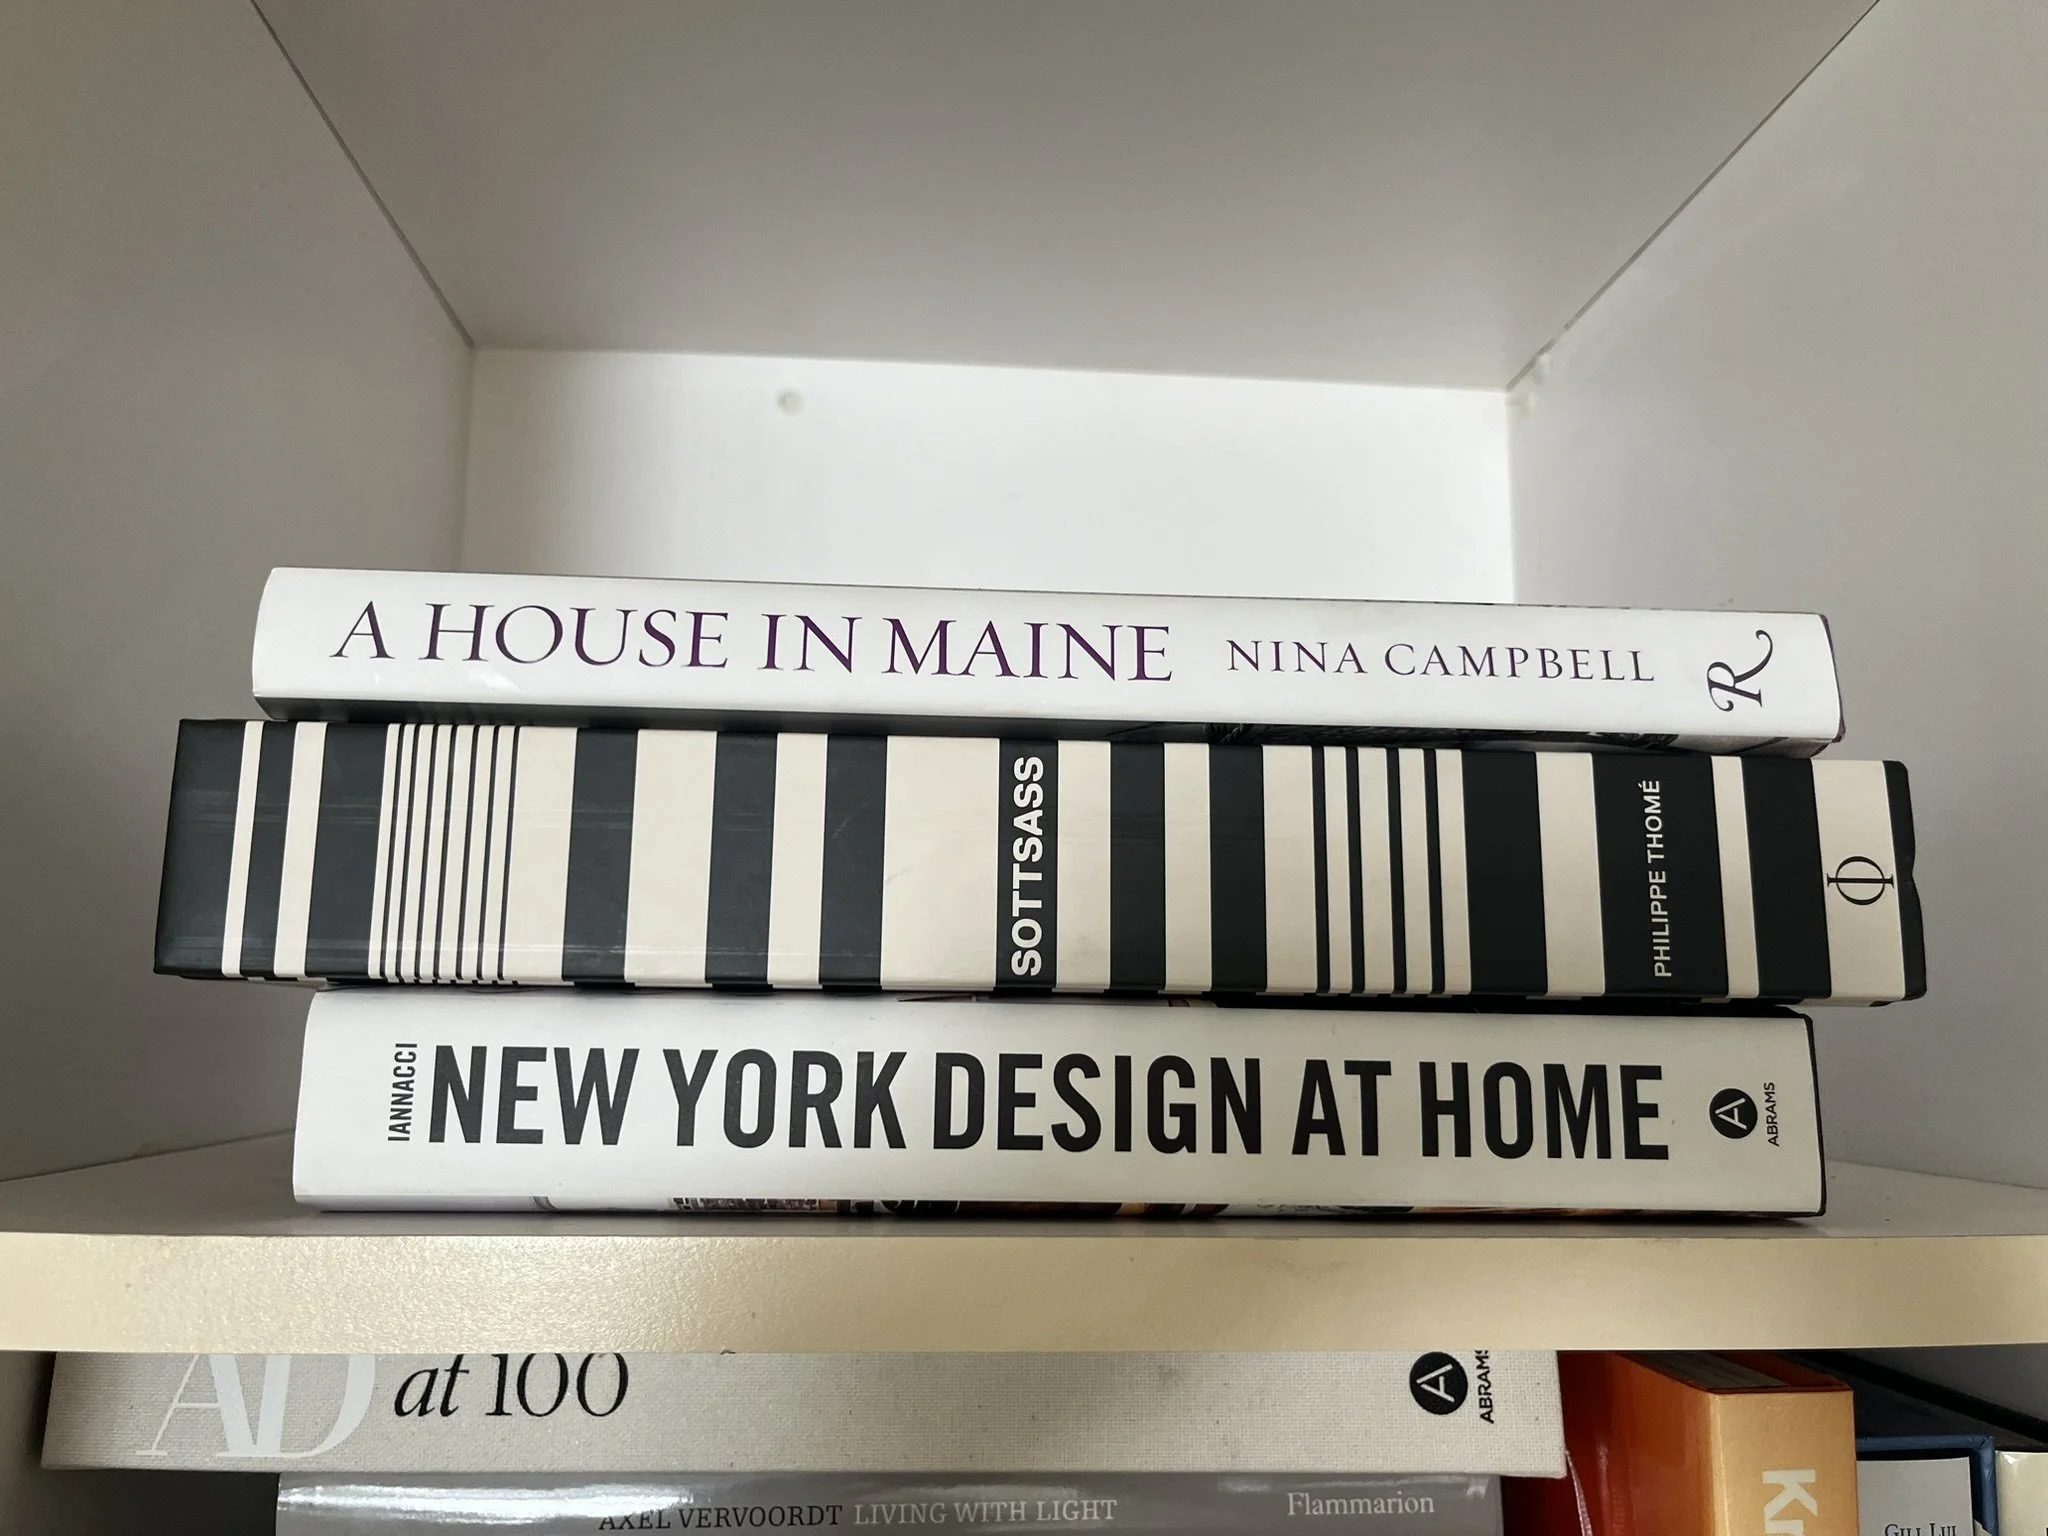 A HOUSE IN MAINE NINA CAMPBELL R
SOTTSASS
PHILIPPE THOMÉ
IANNACCI
NEW YORK DESIGN AT HOME
A
ABRAMS
AD at 100
A
ABRAMS
AXEL VERVOORDT LIVING WITH LIGHT Flammarion